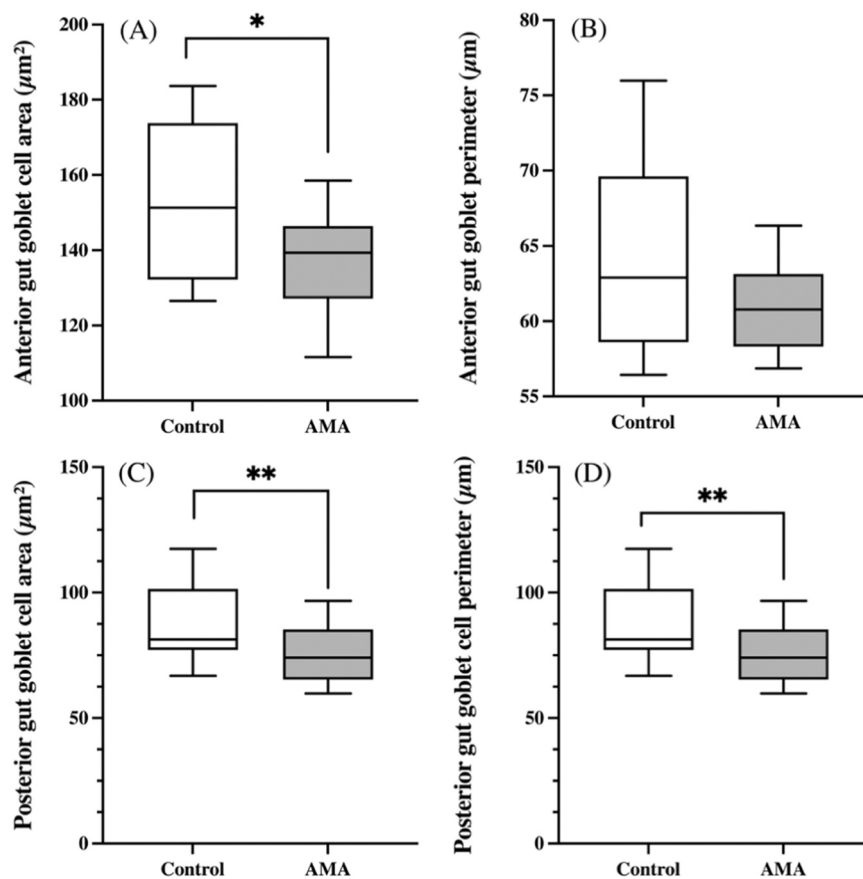 (A)
*
Anterior gut goblet cell area (µm²)
200
180
160
140
120
100
Control
AMA
(B)
Anterior gut goblet perimeter (µm)
80
75
70
65
60
55
Control
AMA
(C)
**
Posterior gut goblet cell area (µm²)
150
100
50
0
Control
AMA
(D)
**
Posterior gut goblet cell perimeter (µm)
150
100
50
0
Control
AMA